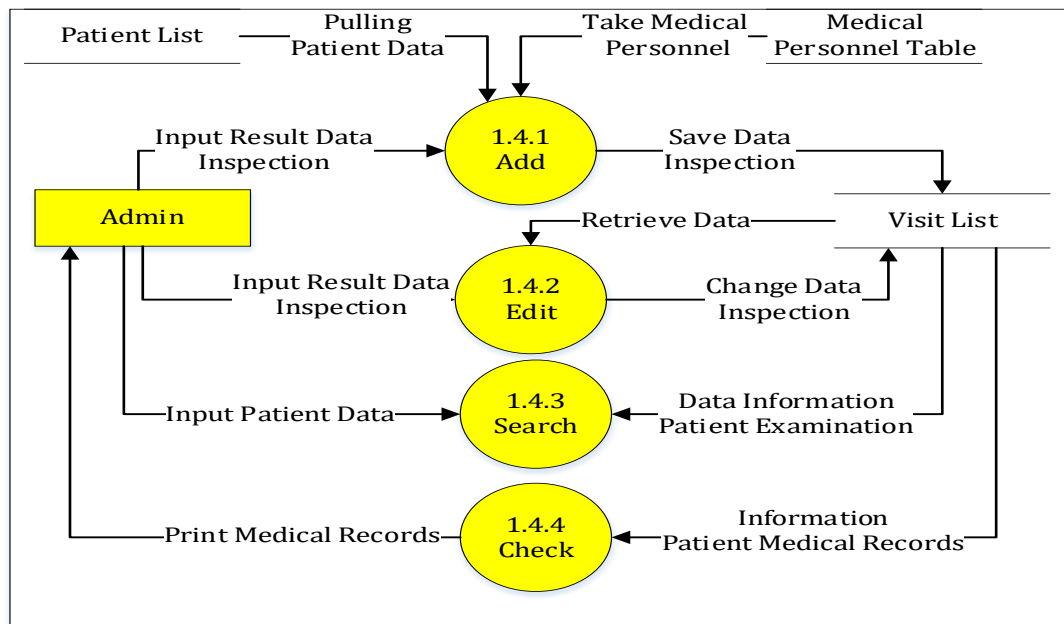 Patient List
Pulling
Patient Data
Take Medical
Personnel
Medical
Personnel Table
Input Result Data
Inspection
1.4.1
Add
Save Data
Inspection
Admin
Retrieve Data
Visit List
Input Result Data
Inspection
1.4.2
Edit
Change Data
Inspection
Input Patient Data
1.4.3
Search
Data Information
Patient Examination
Print Medical Records
1.4.4
Check
Information
Patient Medical Records